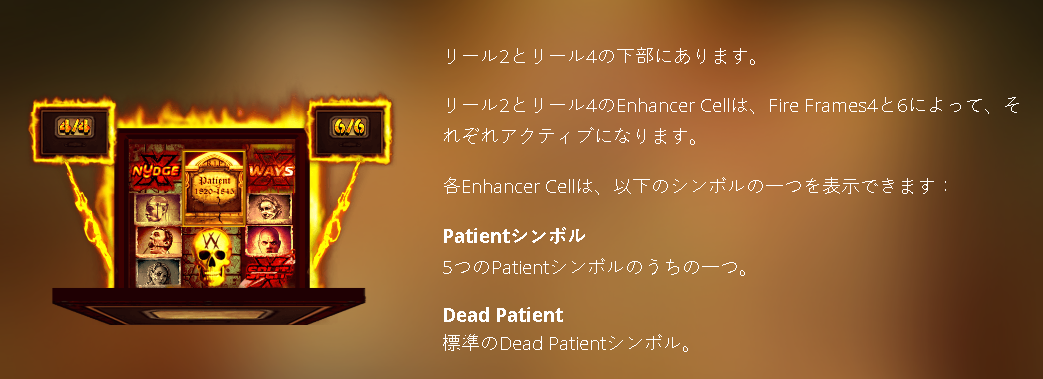 リール2とリール4の下部にあります。
リール2とリール4のEnhancer Cellは、Fire Frames4と6によって、そ
れぞれアクティブになります。
各Enhancer Cellは、以下のシンボルの一つを表示できます：
Patientシンボル
5つのPatientシンボルのうちの一つ。
Dead Patient
標準のDead Patientシンボル。
4/4
6/6
NUDGE
R.I.P
Patient
1820-1845
WAYS